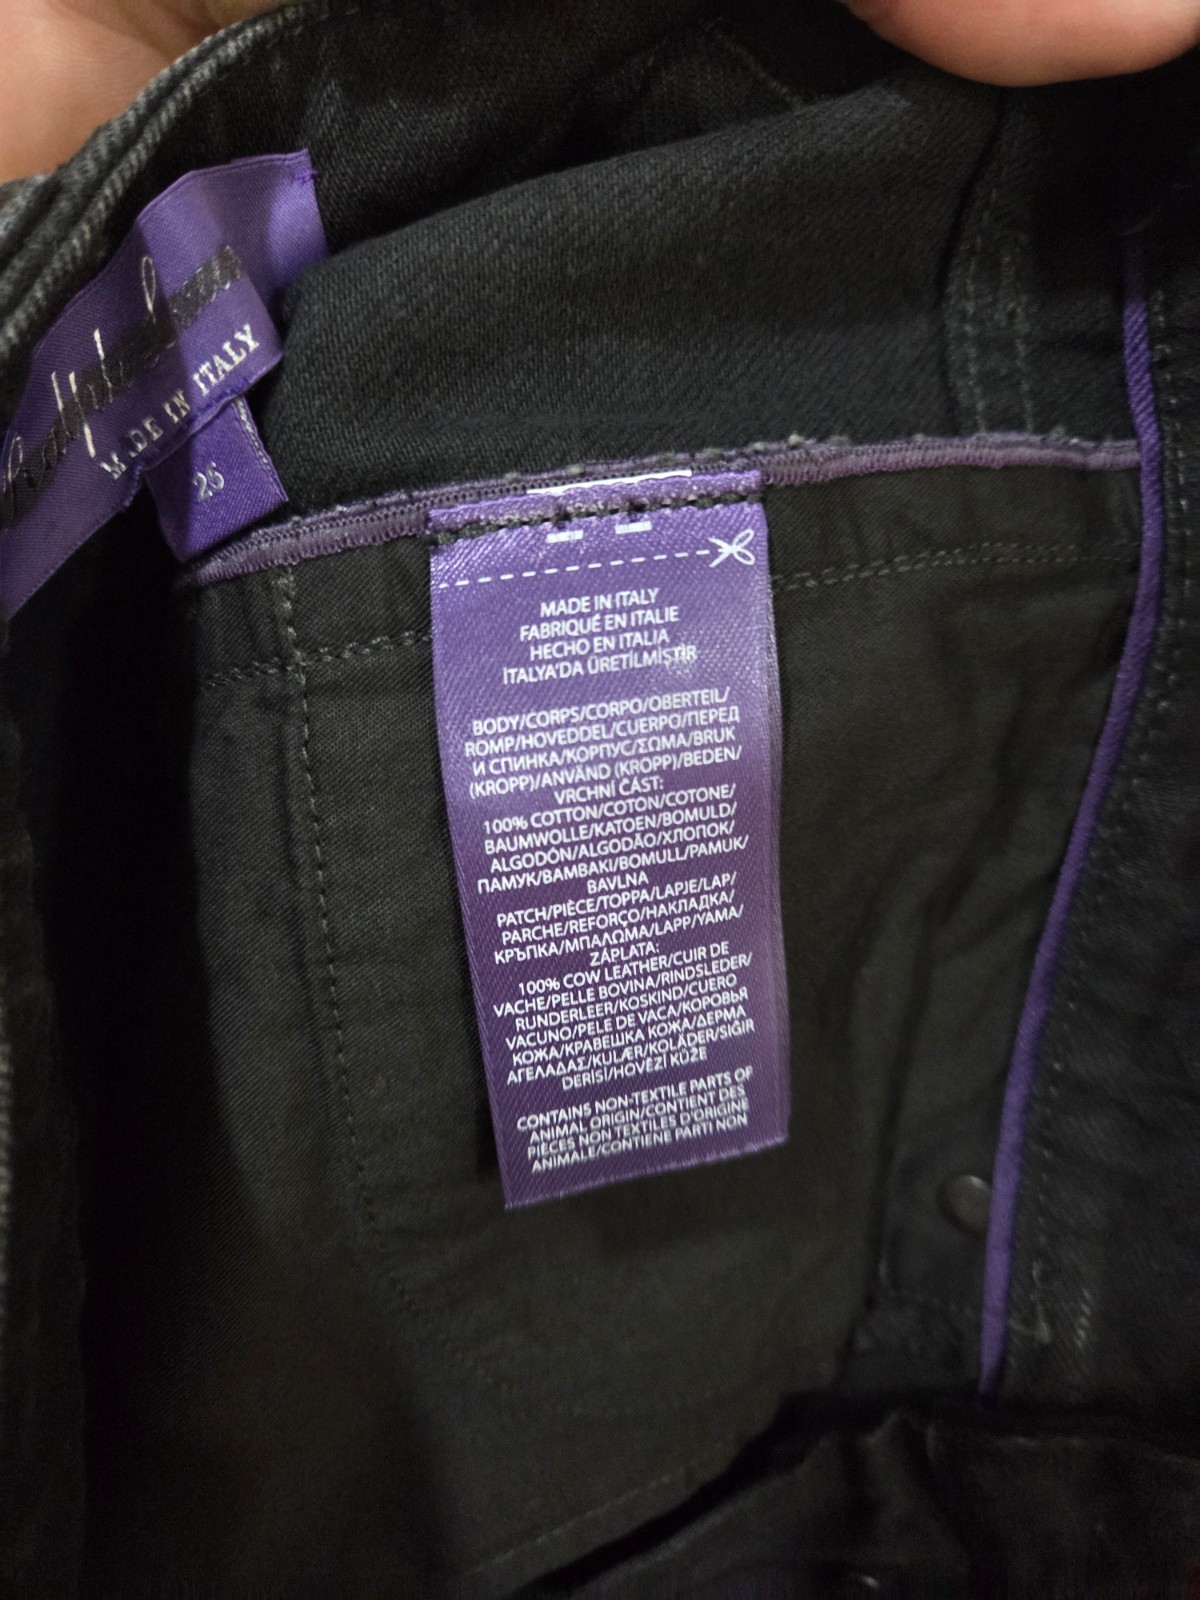 Ralph Lauren
MADE IN ITALY
26
MADE IN ITALY
FABRIQUÉ EN ITALIE
HECHO EN ITALIA
İTALYA'DA ÜRETİLMİŞTİR
BODY/CORPS/CORPO/OBERTEIL/
ROMP/HOVEDDEL/CUERPO/ПЕРЕД
И СПИНКА/КОРПУС/ΣΩΜΑ/BRUK
(KROPP)/ANVÄND (KROPP)/BEDEN/
VRCHNÍ ČÁST:
100% COTTON/COTON/COTONE/
BAUMWOLLE/KATOEN/BOMULD/
ALGODÓN/ALGODÃO/ХЛОПОК/
ПАМУК/ΒΑΜΒΑΚΙ/BOMULL/PAMUK/
BAVLNA
PATCH/PIÈCE/TOPPA/LAPJE/LAP/
PARCHE/REFORÇO/НАКЛАДКА/
КРЪПКА/ΜΠΑΛΩΜΑ/LAPP/YAMA/
ZÁPLATA:
100% COW LEATHER/CUIR DE
VACHE/PELLE BOVINA/RINDSLEDER/
RUNDERLEER/KOSKIND/CUERO
VACUNO/PELE DE VACA/КОРОВЬЯ
КОЖА/КРАВЕШКА КОЖА/ΔΕΡΜΑ
ΑΓΕΛΑΔΑΣ/KULÆR/KOLÄDER/SIĞIR
DERİSİ/HOVĚZÍ KŮŽE
CONTAINS NON-TEXTILE PARTS OF
ANIMAL ORIGIN/CONTIENT DES
PIÈCES NON TEXTILES D'ORIGINE
ANIMALE/CONTIENE PARTI NON